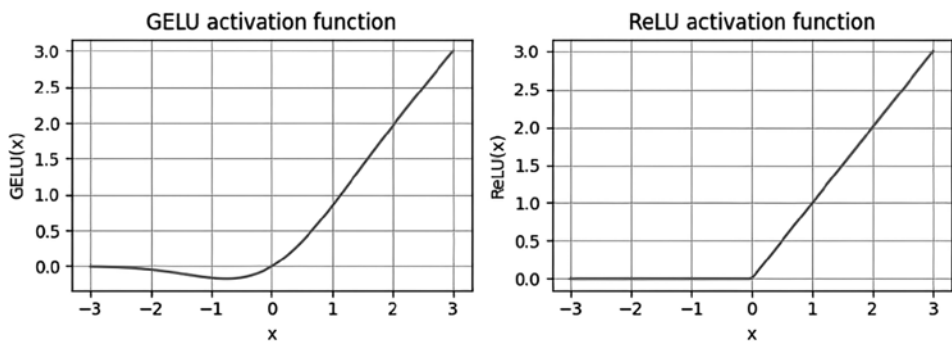 GELU activation function
3.0
2.5
2.0
1.5
1.0
0.5
0.0
GELU(x)
−3 −2 −1 0 1 2 3
x
ReLU activation function
3.0
2.5
2.0
1.5
1.0
0.5
0.0
ReLU(x)
−3 −2 −1 0 1 2 3
x